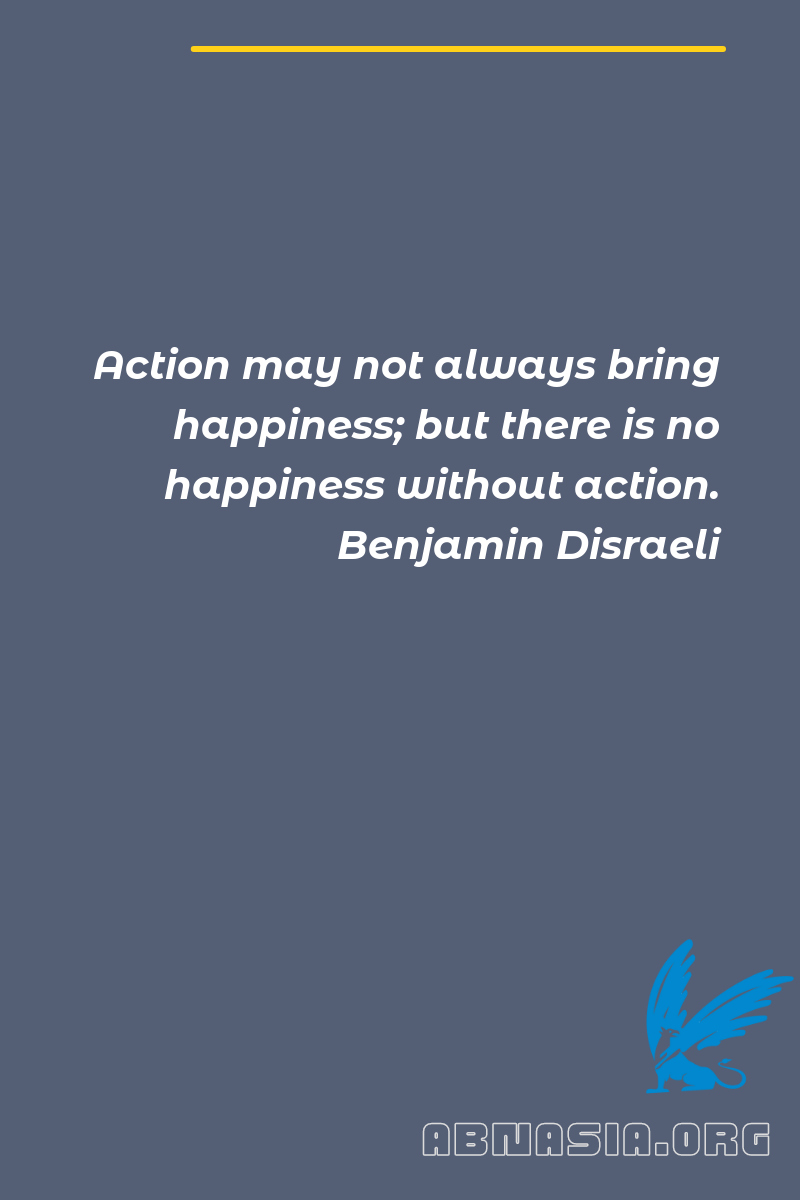 Action may not always bring
happiness; but there is no
happiness without action.
Benjamin Disraeli
ABNASIA.ORG